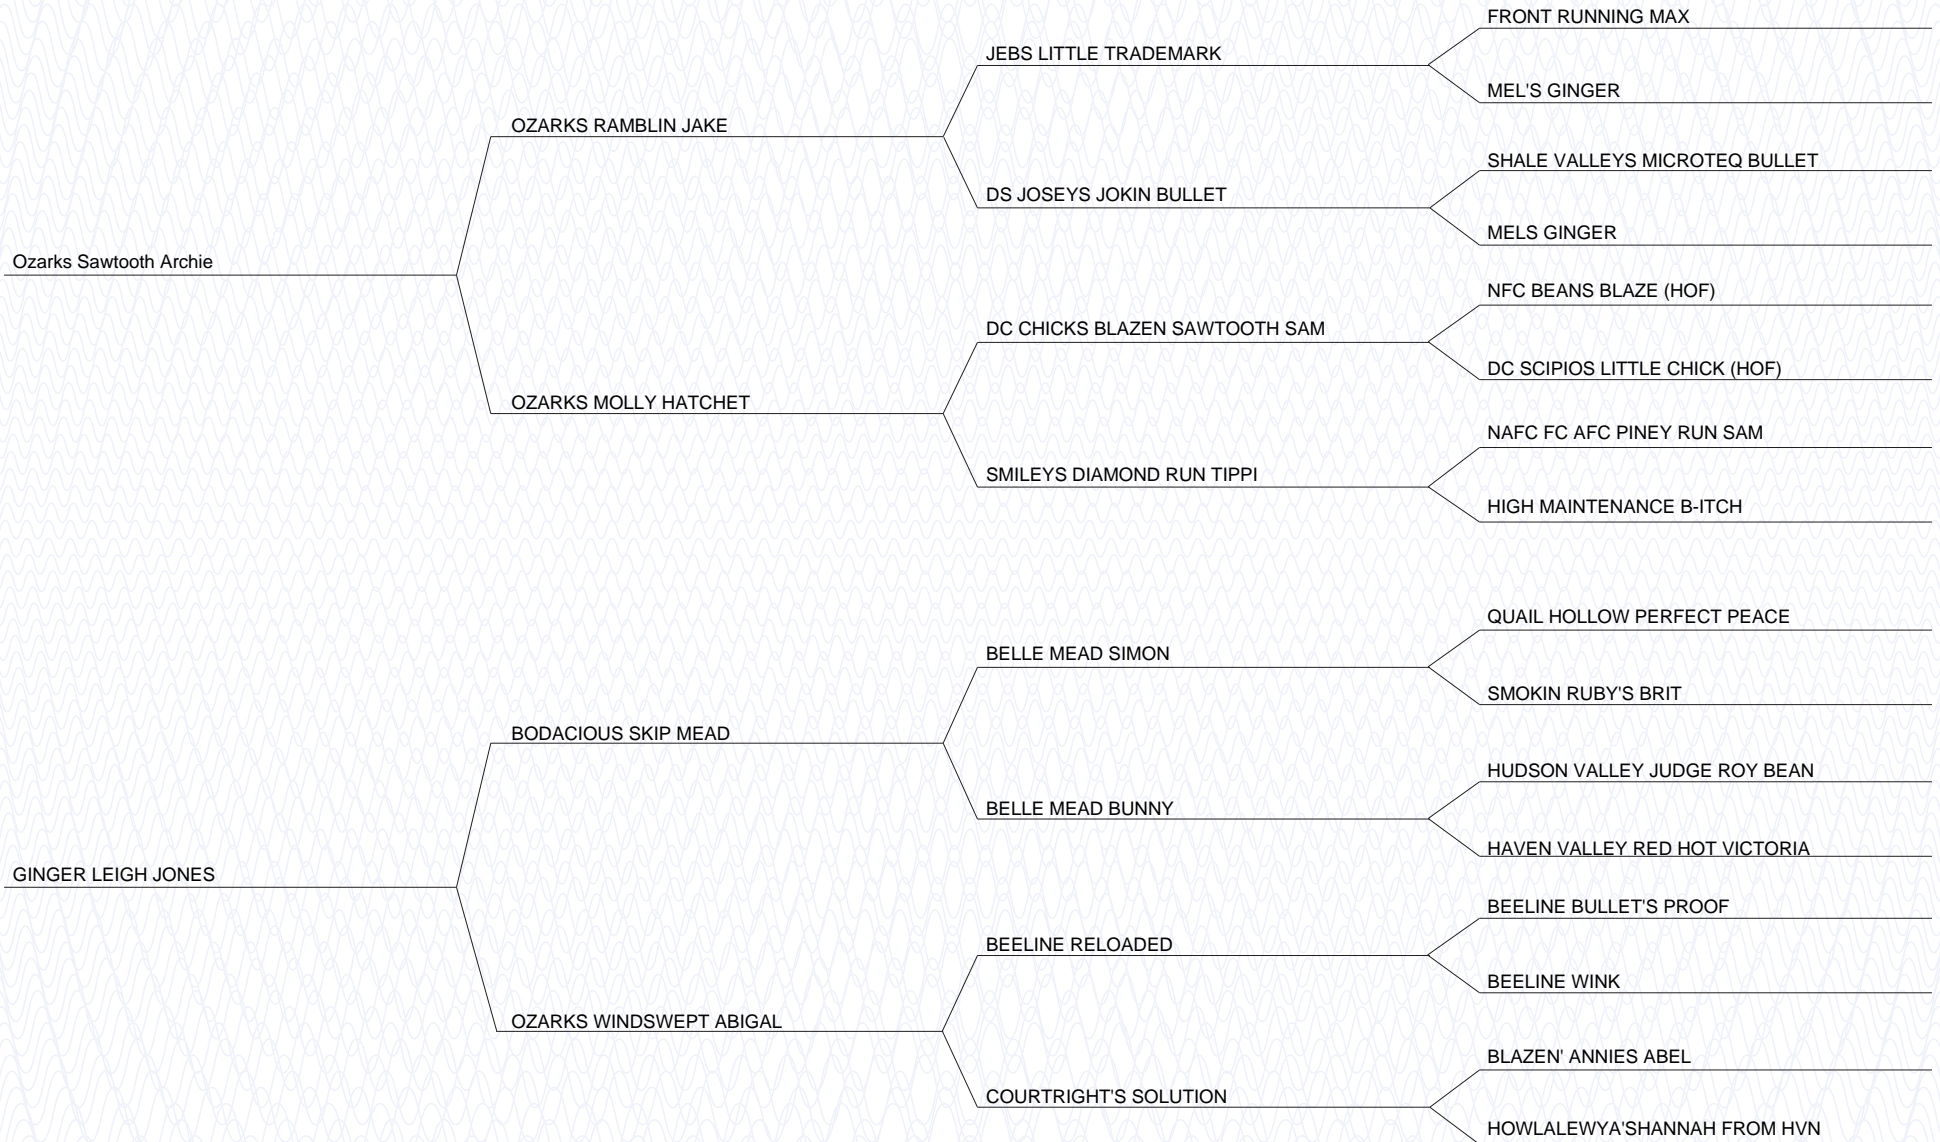 FRONT RUNNING MAX
JEBS LITTLE TRADEMARK
MEL'S GINGER
OZARKS RAMBLIN JAKE
SHALE VALLEYS MICROTEQ BULLET
DS JOSEYS JOKIN BULLET
MELS GINGER
Ozarks Sawtooth Archie
NFC BEANS BLAZE (HOF)
DC CHICKS BLAZEN SAWTOOTH SAM
DC SCIPIOS LITTLE CHICK (HOF)
OZARKS MOLLY HATCHET
NAFC FC AFC PINEY RUN SAM
SMILEYS DIAMOND RUN TIPPI
HIGH MAINTENANCE B-ITCH
QUAIL HOLLOW PERFECT PEACE
BELLE MEAD SIMON
SMOKIN RUBY'S BRIT
BODACIOUS SKIP MEAD
HUDSON VALLEY JUDGE ROY BEAN
BELLE MEAD BUNNY
HAVEN VALLEY RED HOT VICTORIA
GINGER LEIGH JONES
BEELINE BULLET'S PROOF
BEELINE RELOADED
BEELINE WINK
OZARKS WINDSWEPT ABIGAL
BLAZEN' ANNIES ABEL
COURTRIGHT'S SOLUTION
HOWLALEWYA'SHANNAH FROM HVN